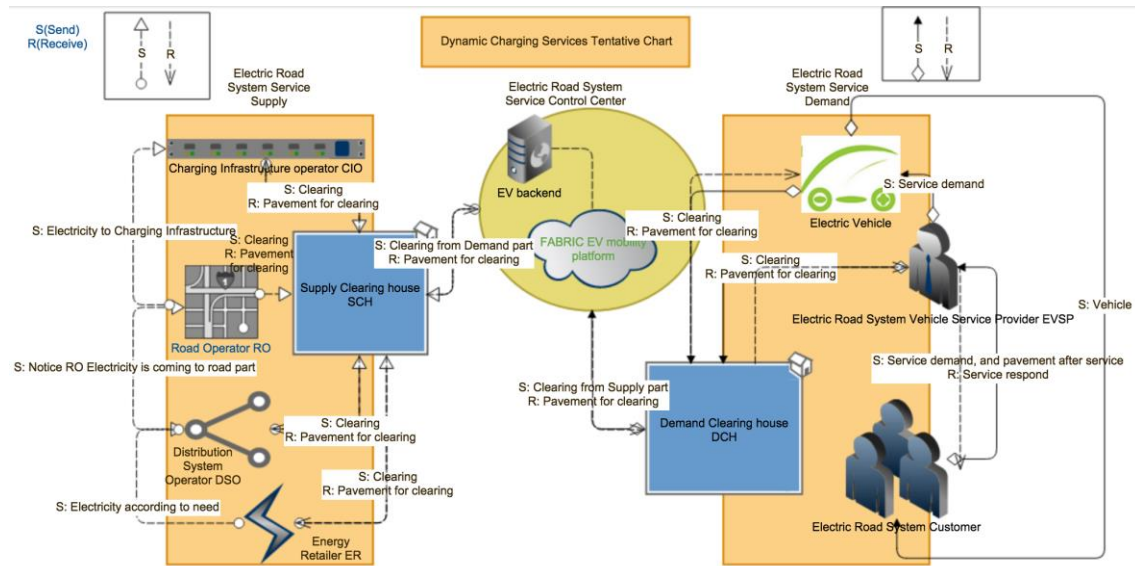 S(Send)
R(Receive)
S
R
Dynamic Charging Services Tentative Chart
S
R
Electric Road
System Service
Supply
Electric Road System
Service Control Center
Electric Road
System Service
Demand
Charging Infrastructure operator CIO
EV backend
S: Service demand
S: Clearing
R: Pavement for clearing
Electric Vehicle
S: Electricity to Charging Infrastructure
S: Clearing
R: Pavement
for clearing
S: Clearing from Demand part
R: Pavement for clearing
S: Clearing
R: Pavement for clearing
FABRIC EV mobility
platform
S: Clearing
R: Pavement for clearing
Supply Clearing house
SCH
S: Vehicle
Electric Road System Vehicle Service Provider EVSP
Road Operator RO
S: Notice RO Electricity is coming to road part
S: Service demand, and pavement after service
R: Service respond
S: Clearing from Supply part
R: Pavement for clearing
S: Clearing
R: Pavement for clearing
Demand Clearing house
DCH
Distribution
System
Operator DSO
S: Clearing
R: Pavement for clearing
S: Electricity according to need
Electric Road System Customer
Energy
Retailer ER